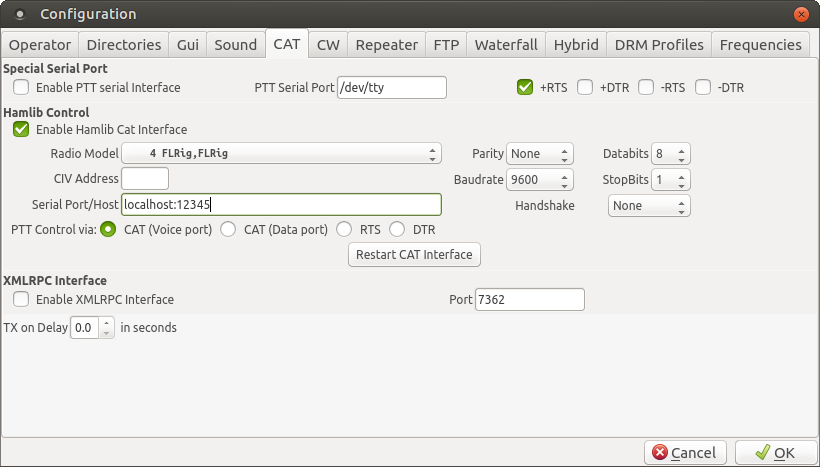 Configuration
Operator Directories Gui Sound CAT CW Repeater FTP Waterfall Hybrid DRM Profiles Frequencies
Special Serial Port
Enable PTT serial Interface PTT Serial Port /dev/tty +RTS +DTR -RTS -DTR
Hamlib Control
Enable Hamlib Cat Interface
Radio Model 4 FLRig,FLRig Parity None Databits 8
CIV Address Baudrate 9600 StopBits 1
Serial Port/Host localhost:12345 Handshake None
PTT Control via: CAT (Voice port) CAT (Data port) RTS DTR
Restart CAT Interface
XMLRPC Interface
Enable XMLRPC Interface Port 7362
TX on Delay 0.0 in seconds
Cancel OK